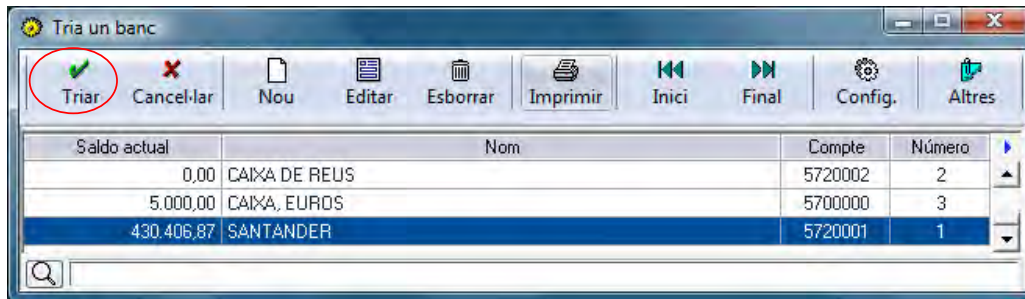 Tria un banc
Triar Cancel·lar Nou Editar Esborrar Imprimir Inici Final Config. Altres
Saldo actual Nom Compte Número
0,00 CAIXA DE REUS 5720002 2
5.000,00 CAIXA, EUROS 5700000 3
430.406,87 SANTANDER 5720001 1